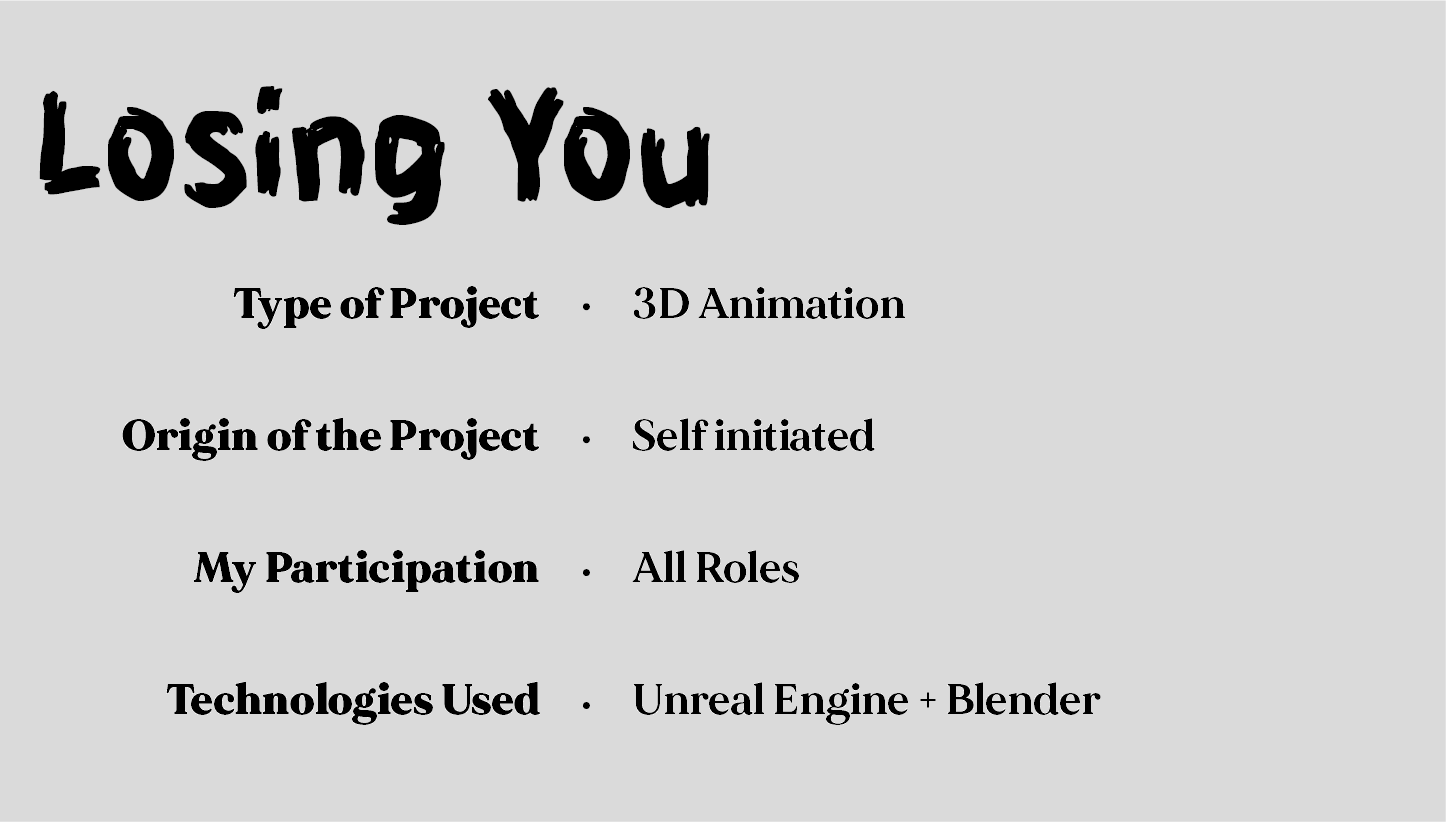 Losing You
Type of Project · 3D Animation
Origin of the Project · Self initiated
My Participation · All Roles
Technologies Used · Unreal Engine + Blender